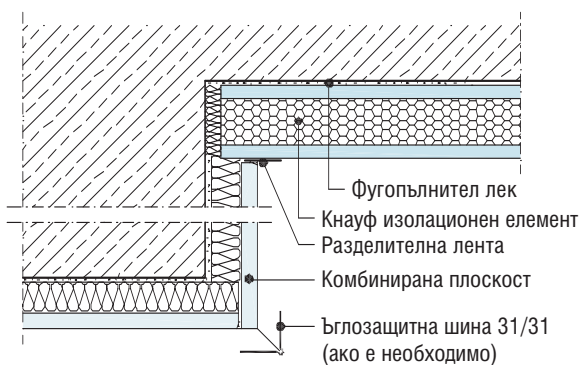 Фугопълнител лек
Кнауф изолационен елемент
Разделителна лента
Комбинирана плоскост
Ъглозащитна шина 31/31
(ако е необходимо)